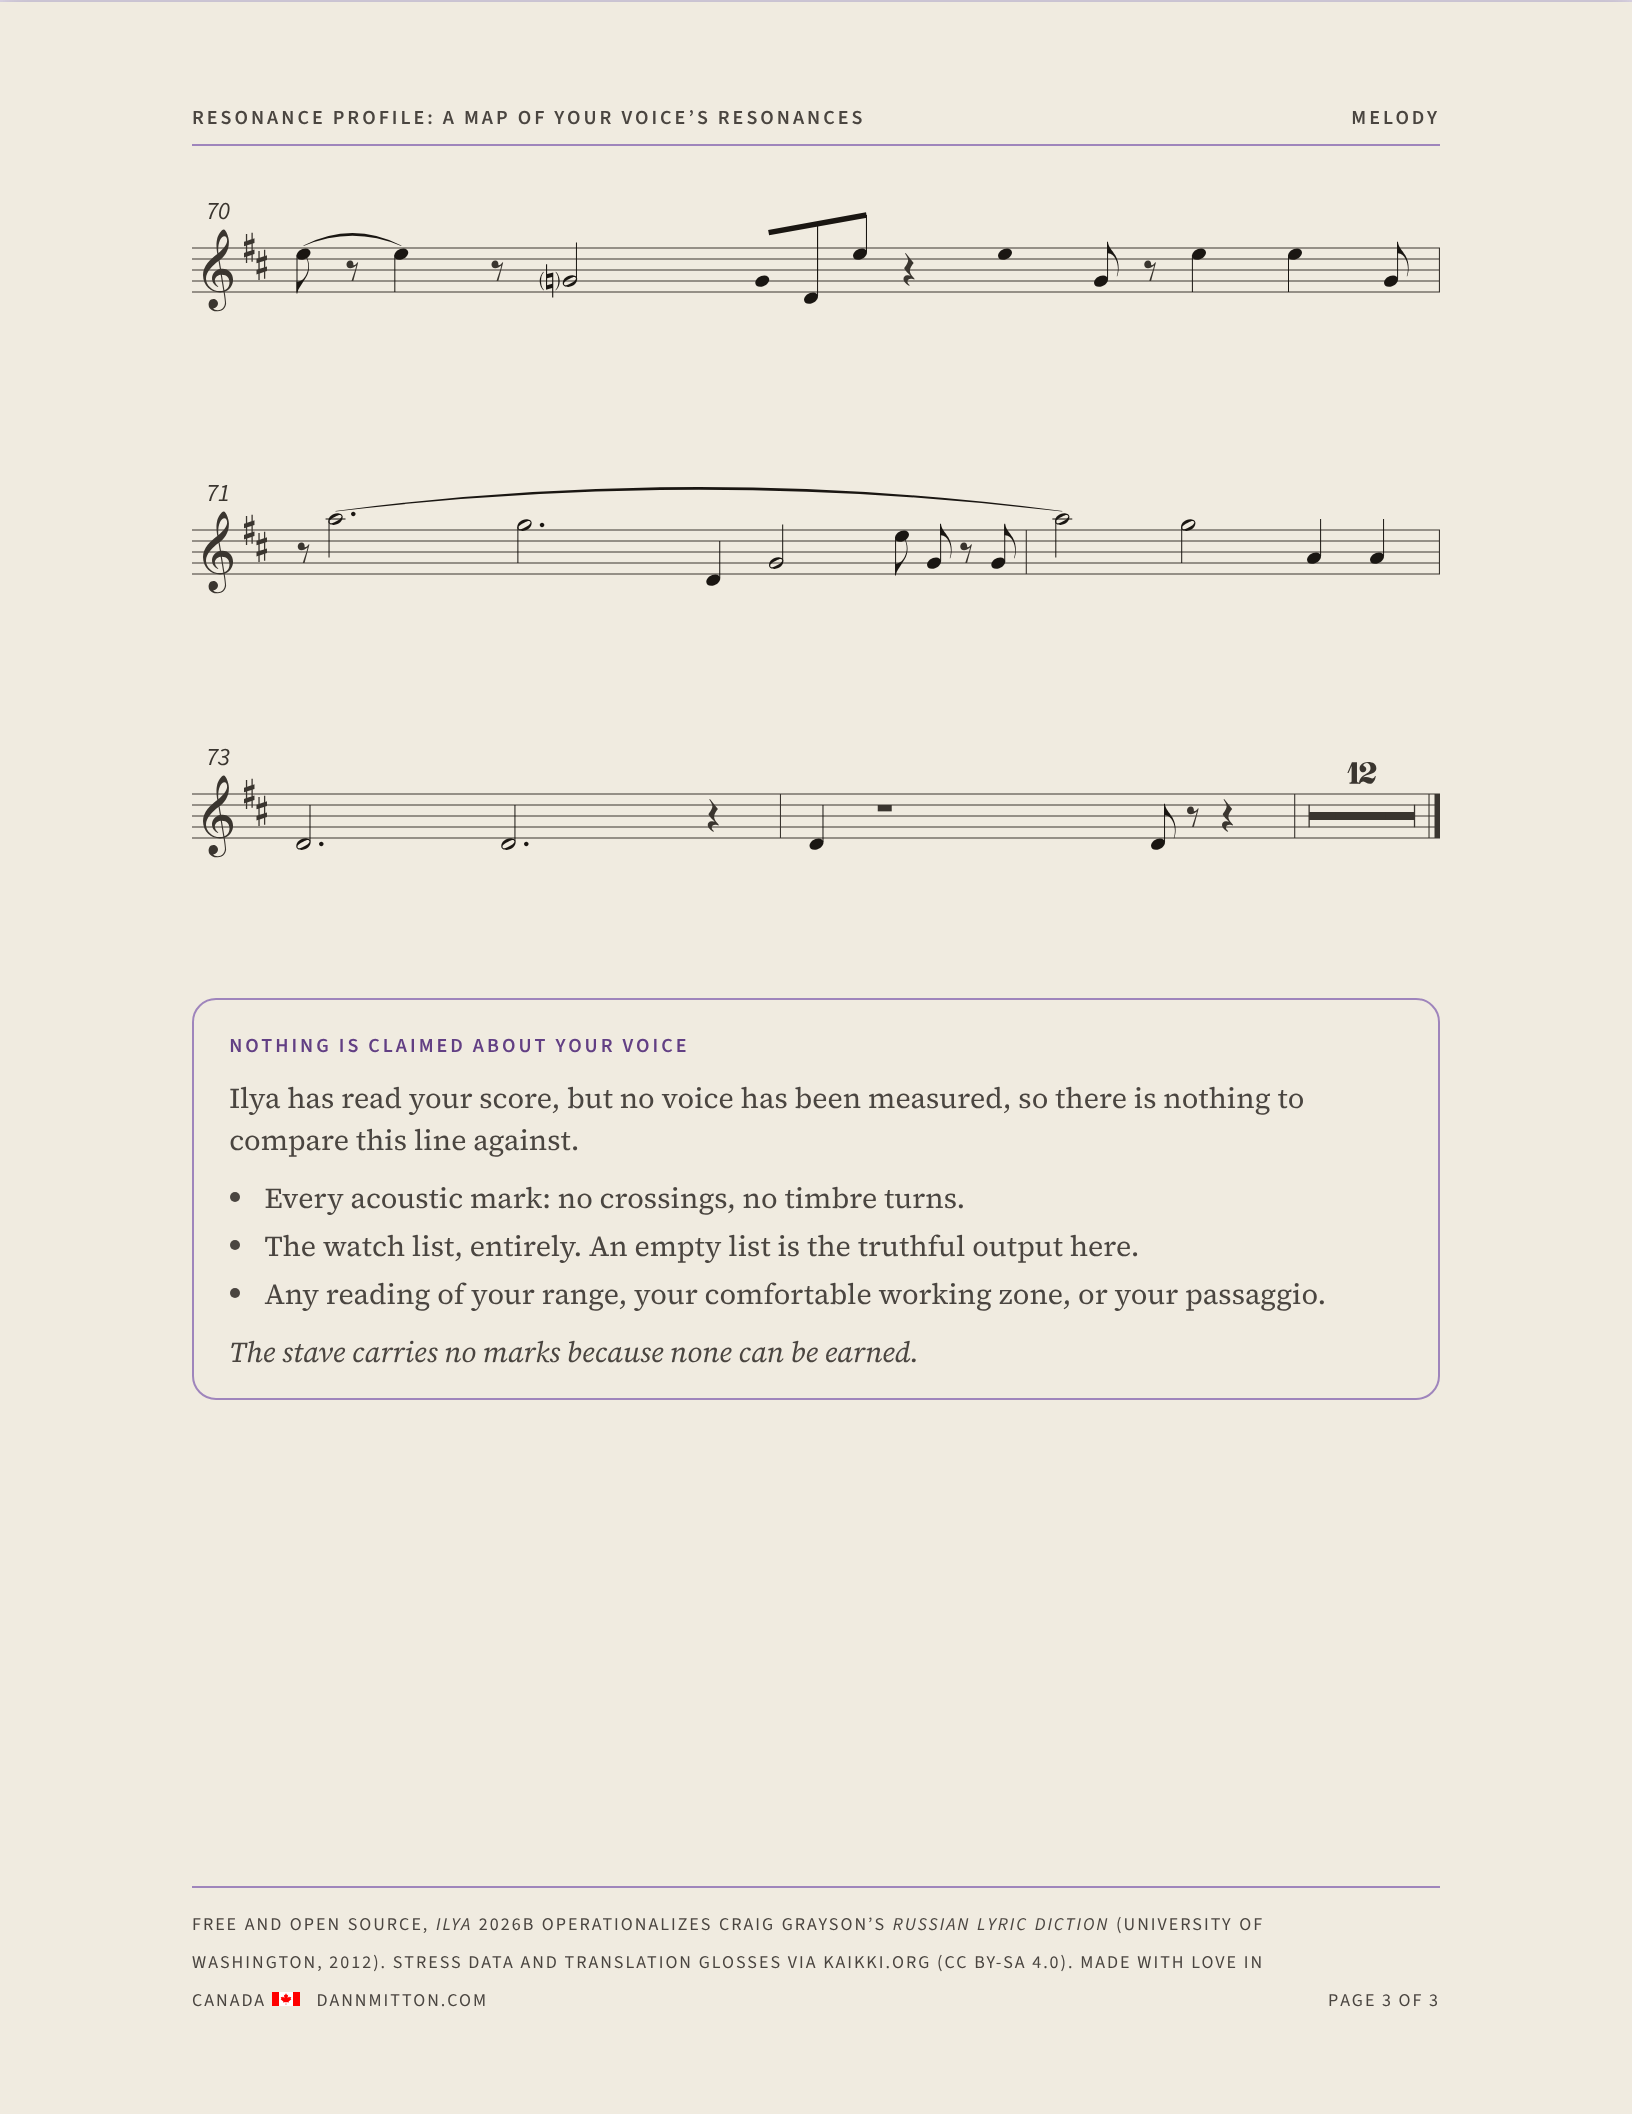 RESONANCE PROFILE: A MAP OF YOUR VOICE’S RESONANCES
MELODY
70
71
73
12
NOTHING IS CLAIMED ABOUT YOUR VOICE
Ilya has read your score, but no voice has been measured, so there is nothing to
compare this line against.
• Every acoustic mark: no crossings, no timbre turns.
• The watch list, entirely. An empty list is the truthful output here.
• Any reading of your range, your comfortable working zone, or your passaggio.
The stave carries no marks because none can be earned.
FREE AND OPEN SOURCE, ILYA 2026B OPERATIONALIZES CRAIG GRAYSON’S RUSSIAN LYRIC DICTION (UNIVERSITY OF
WASHINGTON, 2012). STRESS DATA AND TRANSLATION GLOSSES VIA KAIKKI.ORG (CC BY-SA 4.0). MADE WITH LOVE IN
CANADA 🇨🇦 DANNMITTON.COM
PAGE 3 OF 3